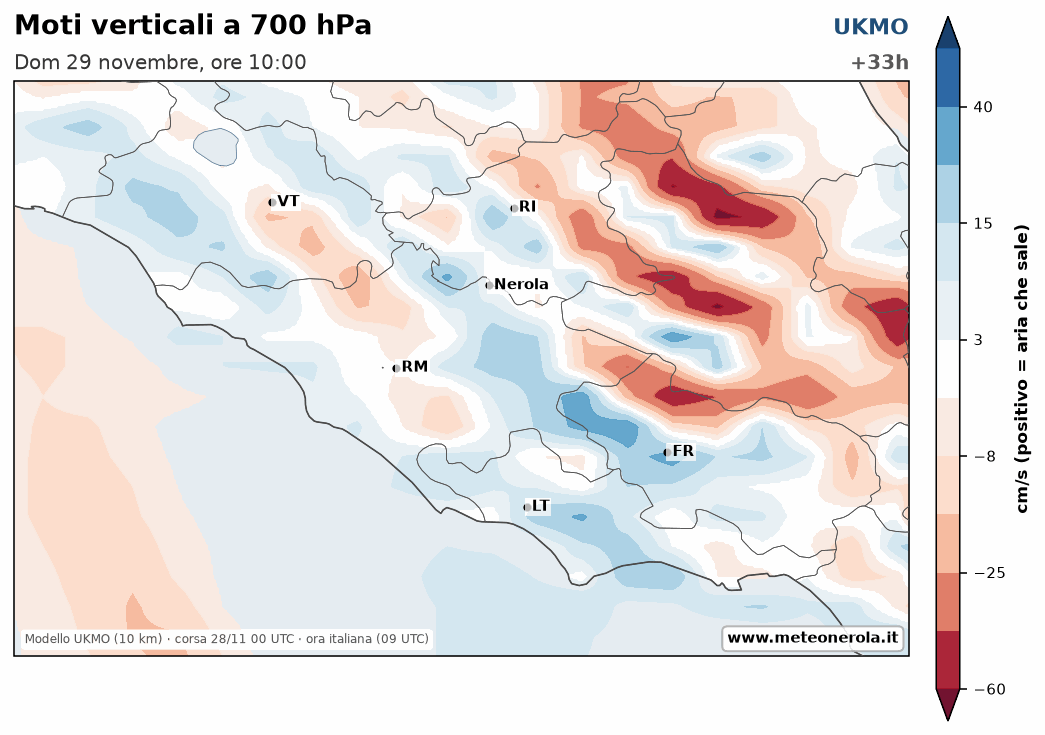 Moti verticali a 700 hPa
UKMO
Dom 29 novembre, ore 10:00
+33h
VT
RI
Nerola
RM
FR
LT
40
15
3
−8
−25
−60
cm/s (positivo = aria che sale)
Modello UKMO (10 km) · corsa 28/11 00 UTC · ora italiana (09 UTC)
www.meteonerola.it